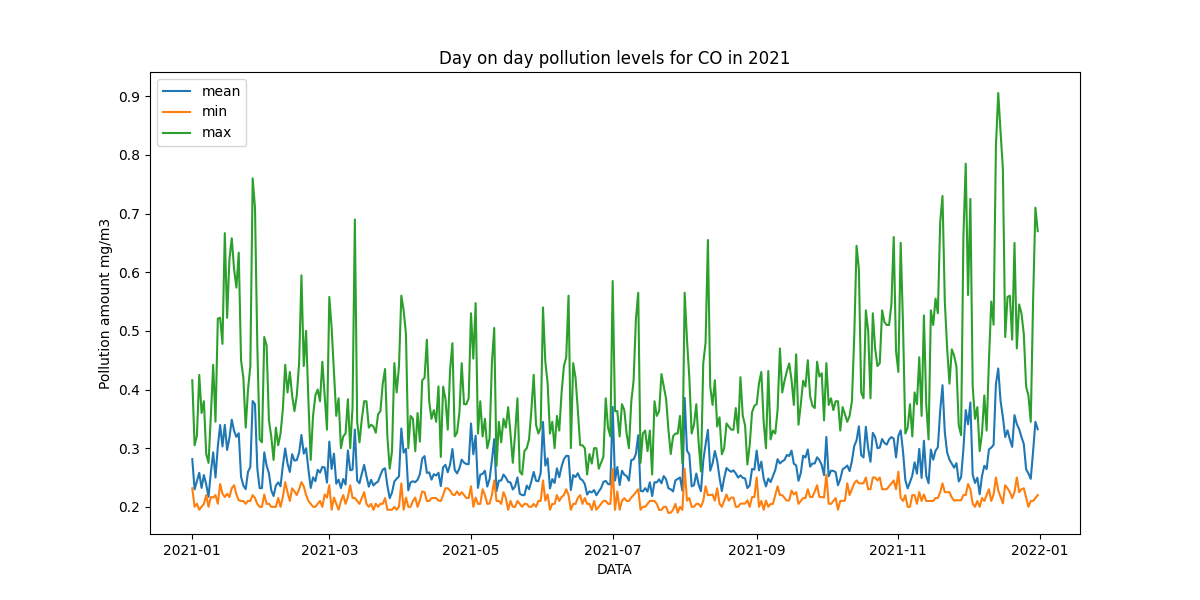 Day on day pollution levels for CO in 2021
mean
min
max
Pollution amount mg/m3
0.9
0.8
0.7
0.6
0.5
0.4
0.3
0.2
2021-01 2021-03 2021-05 2021-07 2021-09 2021-11 2022-01
DATA